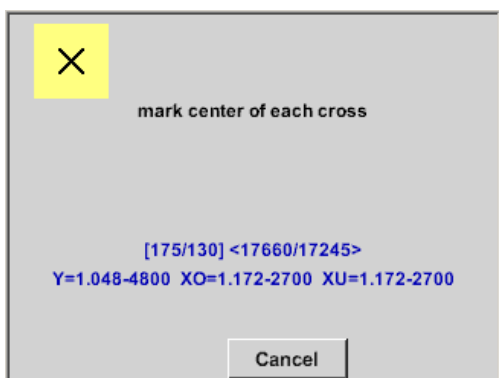 mark center of each cross
[175/130] <17660/17245>
Y=1.048-4800 XO=1.172-2700 XU=1.172-2700
Cancel